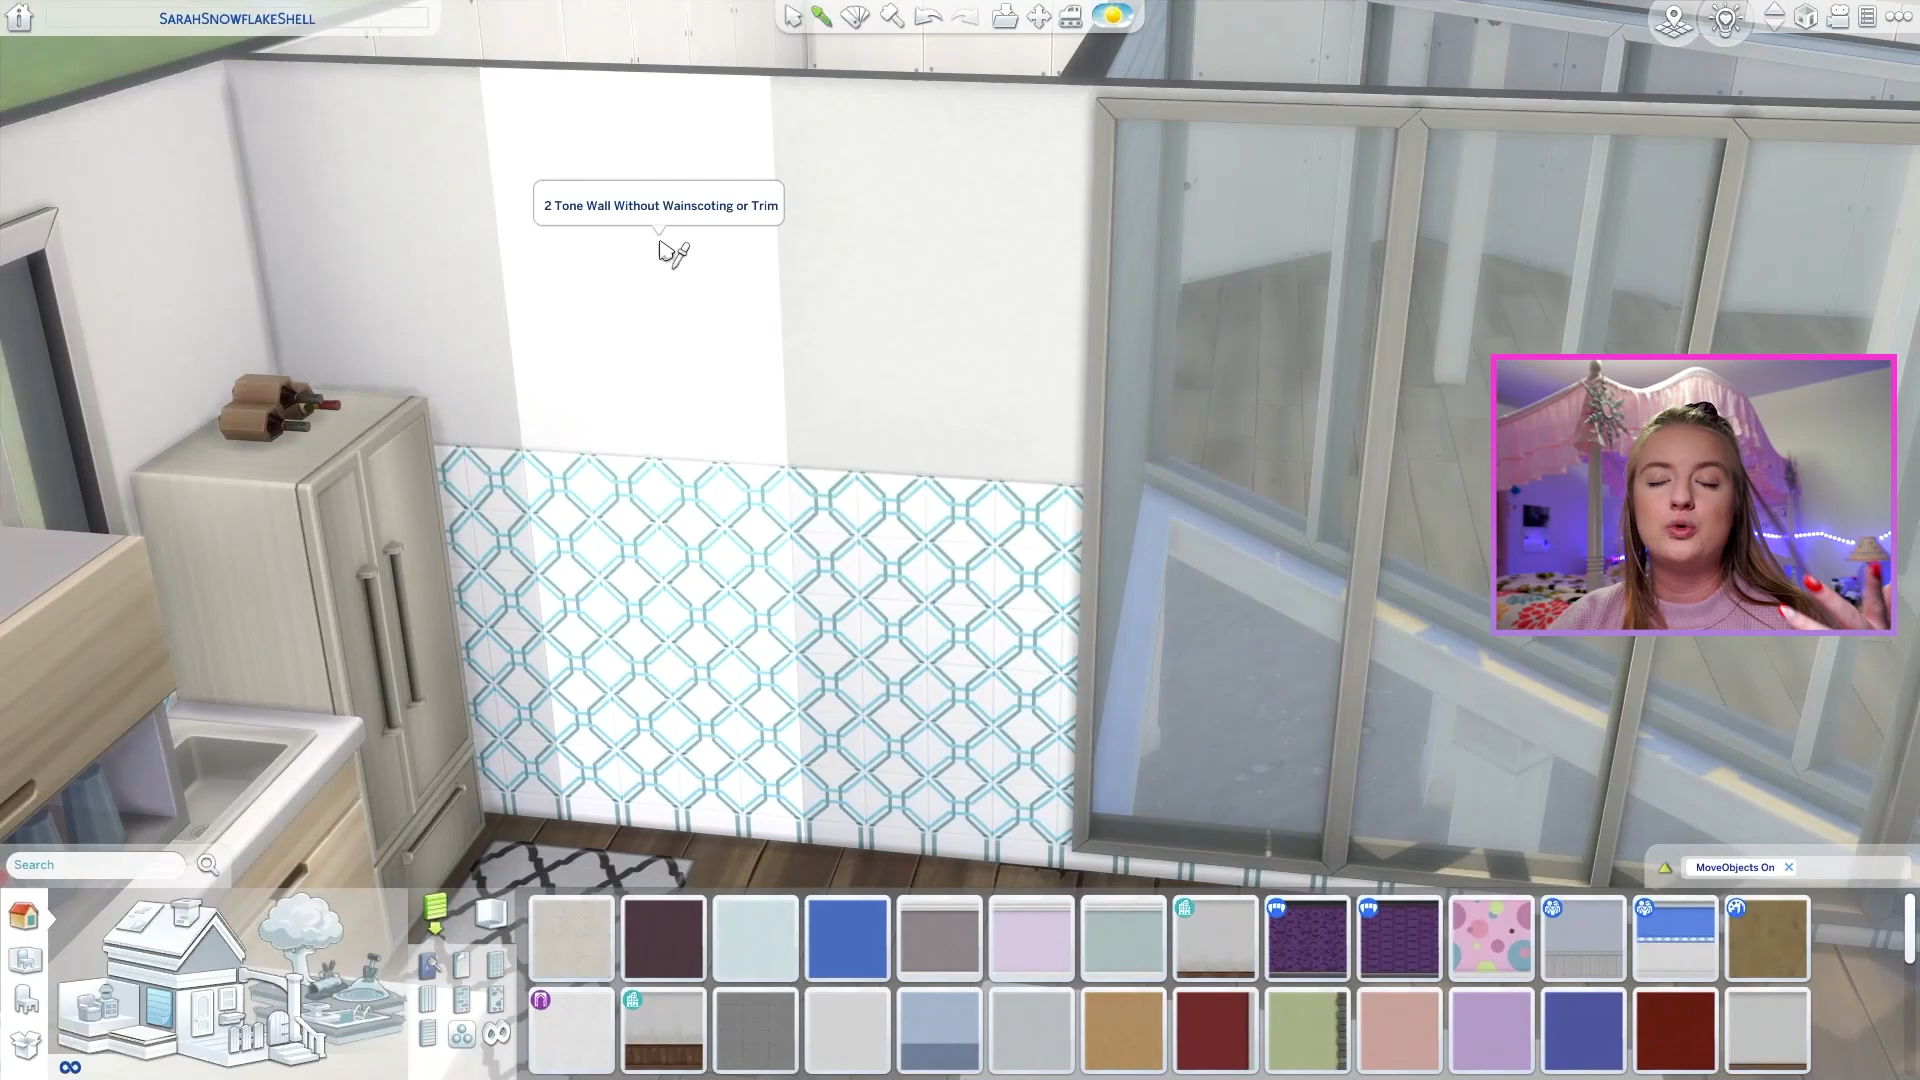 SARAHSNOWFLAKESHELL
2 Tone Wall Without Wainscoting or Trim
Search
MoveObjects On